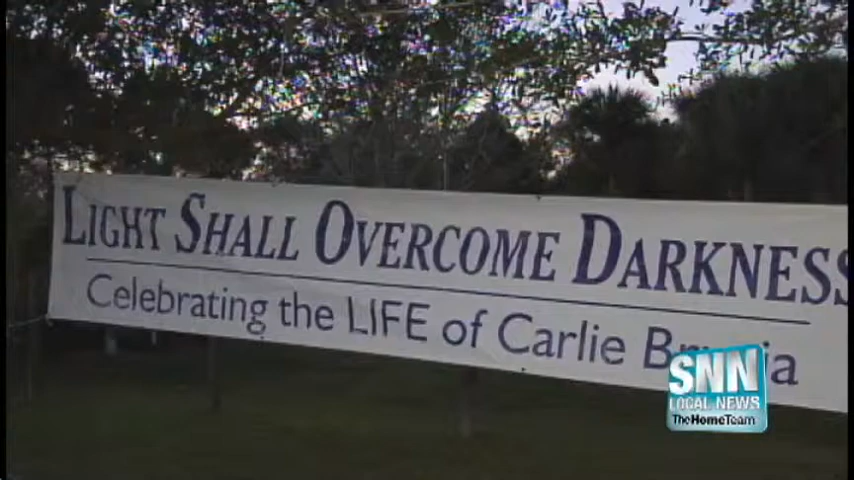 LIGHT SHALL OVERCOME DARKNESS
Celebrating the LIFE of Carlie
SNN
LOCAL NEWS
TheHomeTeam